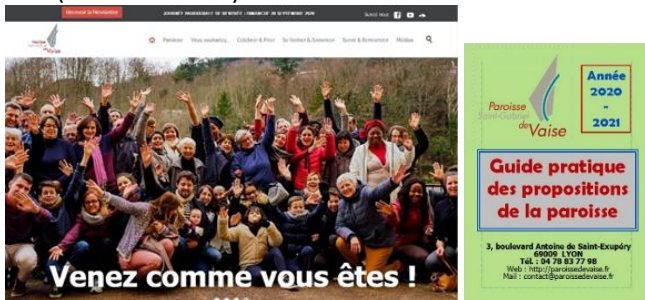 JOURNÉE PAROISSIALE DE RENTRÉE : DIMANCHE 20 SEPTEMBRE 2020
Suivez nous
Paroisse
Vous souhaitez...
Célébrer & Prier
Se former & Rencontrer
Servir & Rencontrer
Médias
Paroisse
de Vaise
Venez comme vous êtes !
Paroisse
Saint-Gabriel
de Vaise
Année
2020
-
2021
Guide pratique
des propositions
de la paroisse
3, boulevard Antoine de Saint-Exupéry
69009 LYON
Tél. : 04 78 83 77 98
Web : http://paroissedevaise.fr
Mail : contact@paroissedevaise.fr